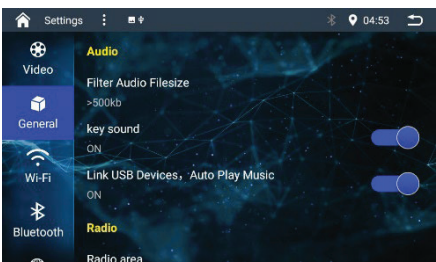 Settings
04:53
Video
General
Wi-Fi
Bluetooth
Audio
Filter Audio Filesize
>500kb
key sound
ON
Link USB Devices，Auto Play Music
ON
Radio
Radio area